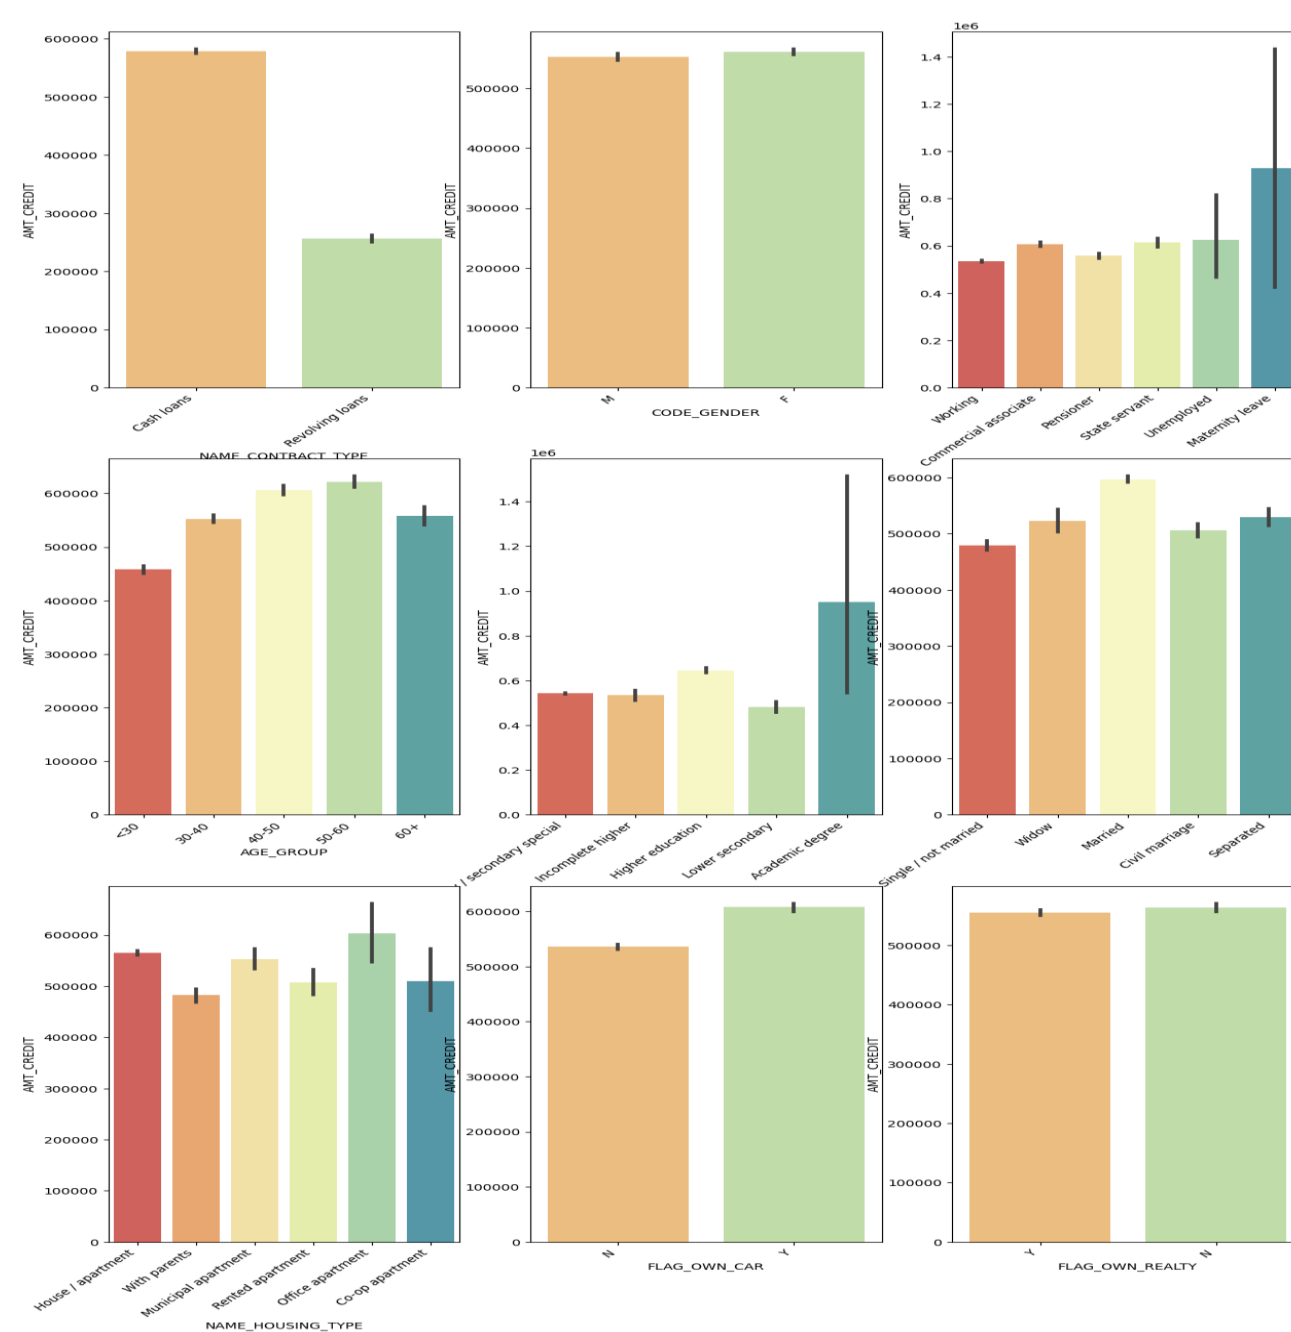 600000
500000
400000
300000
200000
100000
0
AMT_CREDIT
Cash loans
Revolving loans
NAME_CONTRACT_TYPE
500000
400000
300000
200000
100000
0
AMT_CREDIT
M
F
CODE_GENDER
1e6
1.4
1.2
1.0
0.8
0.6
0.4
0.2
0.0
AMT_CREDIT
Working
Commercial associate
Pensioner
State servant
Unemployed
Maternity leave
600000
500000
400000
300000
200000
100000
0
AMT_CREDIT
<30
30-40
40-50
50-60
60+
AGE_GROUP
1e6
1.4
1.2
1.0
0.8
0.6
0.4
0.2
0.0
AMT_CREDIT
/ secondary special
Incomplete higher
Higher education
Lower secondary
Academic degree
600000
500000
400000
300000
200000
100000
0
AMT_CREDIT
Single / not married
Widow
Married
Civil marriage
Separated
600000
500000
400000
300000
200000
100000
0
AMT_CREDIT
House / apartment
With parents
Municipal apartment
Rented apartment
Office apartment
Co-op apartment
NAME_HOUSING_TYPE
600000
500000
400000
300000
200000
100000
0
AMT_CREDIT
N
Y
FLAG_OWN_CAR
500000
400000
300000
200000
100000
0
AMT_CREDIT
Y
N
FLAG_OWN_REALTY